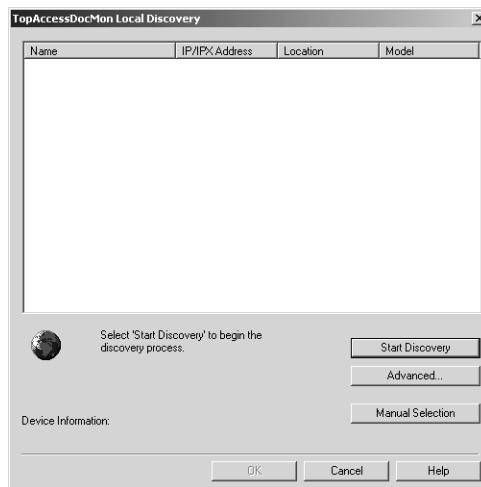 TopAccessDocMon Local Discovery
Name IP/IPX Address Location Model
Select 'Start Discovery' to begin the
discovery process.
Start Discovery
Advanced...
Manual Selection
Device Information:
OK Cancel Help